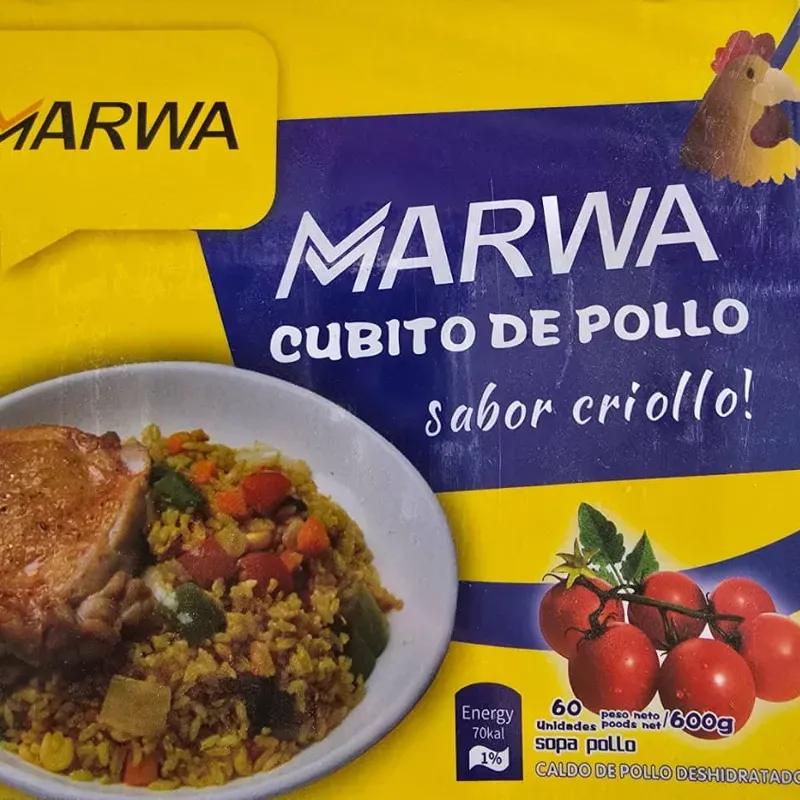 MARWA
MARWA
CUBITO DE POLLO
sabor criollo!
Energy
70kal
1%
60 peso neto
Unidades poods net/600g
sopa pollo
CALDO DE POLLO DESHIDRATADO